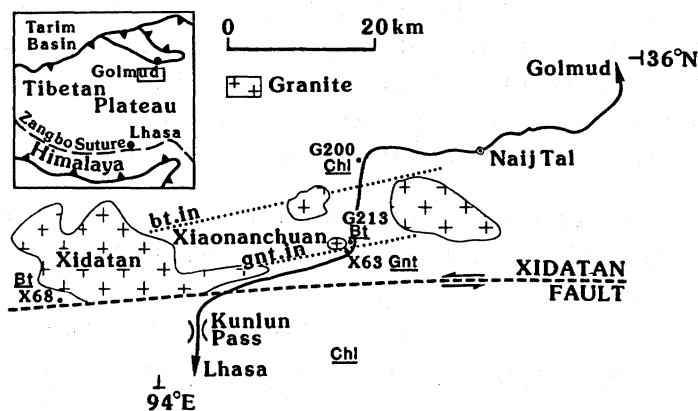 Tarim
Basin
Golmud
Tibetan
Plateau
Zangbo Suture
Lhasa
Himalaya
0 20 km
Granite
Golmud
36°N
G200
Chl
Naij Tal
bt.in
G213
Bt
Xiaonanchuan
Xidatan
gnt.in
X63 Gnt
Bt
X68
XIDATAN
FAULT
Kunlun
Pass
Lhasa
Chl
94°E